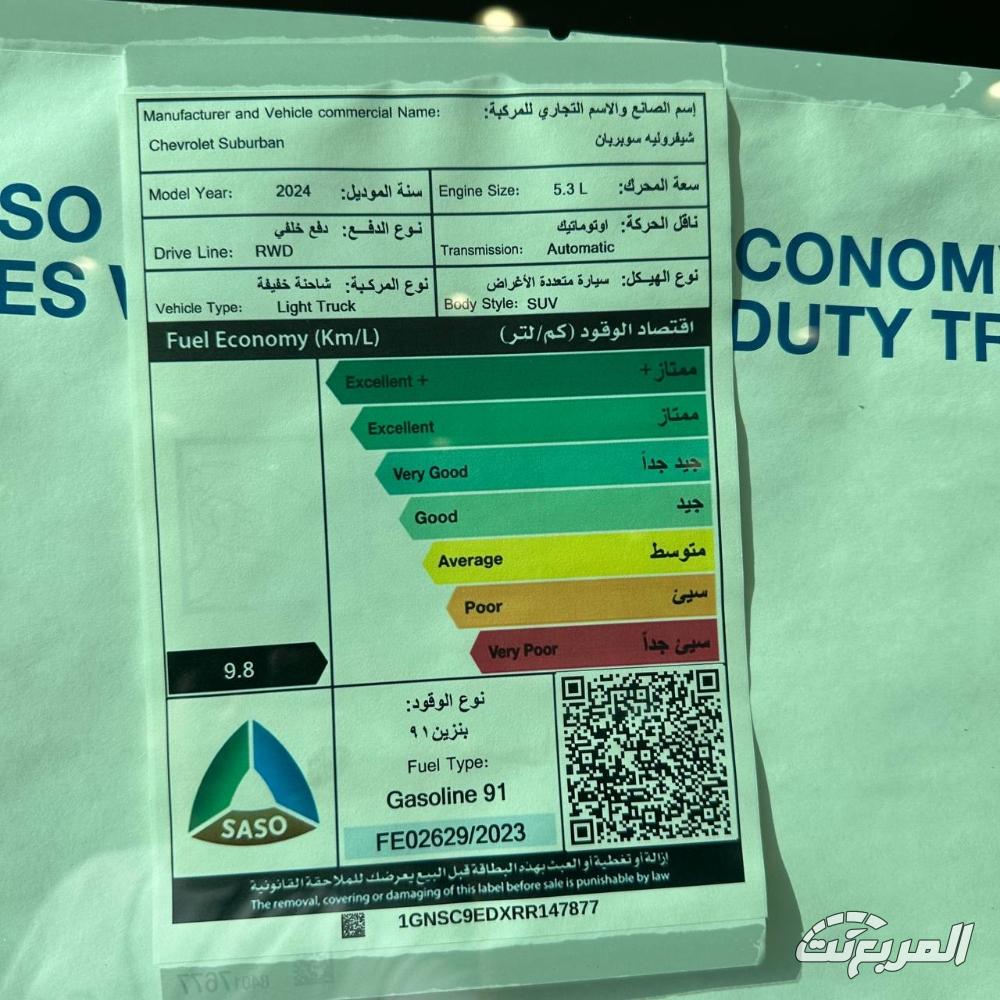 SO
ES
CONOM
DUTY TR
Manufacturer and Vehicle commercial Name: إسم الصانع والاسم التجاري للمركبة:
Chevrolet Suburban شيفروليه سوبربان
Model Year: 2024 سنة الموديل:
Engine Size: 5.3 L سعة المحرك:
نوع الدفع: دفع خلفي
Drive Line: RWD
ناقل الحركة: اوتوماتيك
Transmission: Automatic
نوع المركبة: شاحنة خفيفة
Vehicle Type: Light Truck
نوع الهيكل: سيارة متعددة الأغراض
Body Style: SUV
Fuel Economy (Km/L) اقتصاد الوقود (كم/لتر)
Excellent + ممتاز+
Excellent ممتاز
Very Good جيد جداً
Good جيد
Average متوسط
Poor سيئ
Very Poor سيئ جداً
9.8
SASO
نوع الوقود:
بنزين ٩١
Fuel Type:
Gasoline 91
FE02629/2023
إزالة أو تغطية أو العبث بهذه البطاقة قبل البيع يعرضك للملاحقة القانونية
The removal, covering or damaging of this label before sale is punishable by law
1GNSC9EDXRR147877
المربع نت